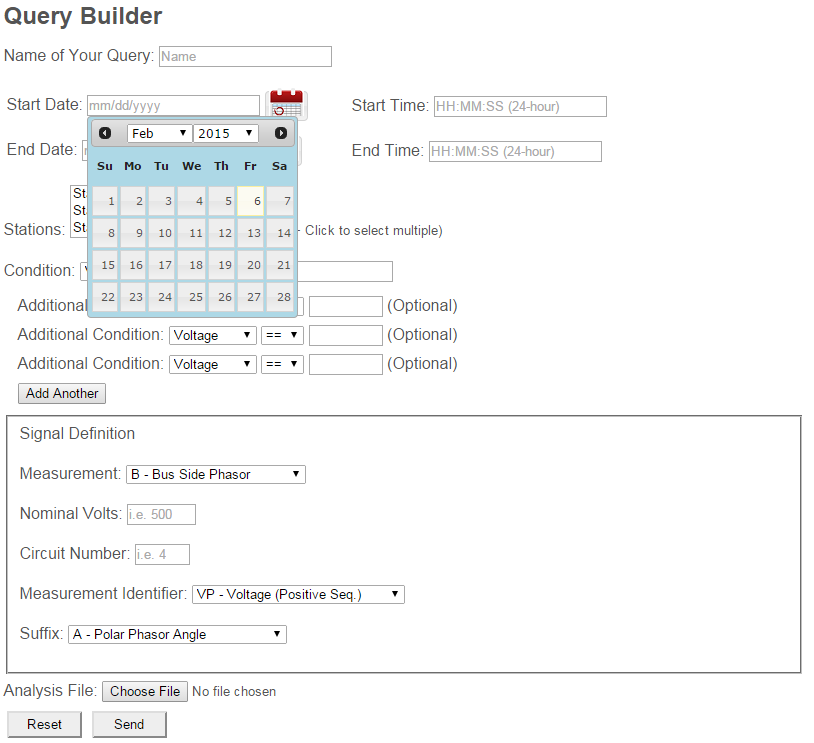 Query Builder
Name of Your Query: Name
Start Date: mm/dd/yyyy Start Time: HH:MM:SS (24-hour)
Feb 2015
End Date: End Time: HH:MM:SS (24-hour)
Su Mo Tu We Th Fr Sa
1 2 3 4 5 6 7
8 9 10 11 12 13 14
15 16 17 18 19 20 21
22 23 24 25 26 27 28
Stations: - Click to select multiple)
Condition:
Additional (Optional)
Additional Condition: Voltage == (Optional)
Additional Condition: Voltage == (Optional)
Add Another
Signal Definition
Measurement: B - Bus Side Phasor
Nominal Volts: i.e. 500
Circuit Number: i.e. 4
Measurement Identifier: VP - Voltage (Positive Seq.)
Suffix: A - Polar Phasor Angle
Analysis File: Choose File No file chosen
Reset Send